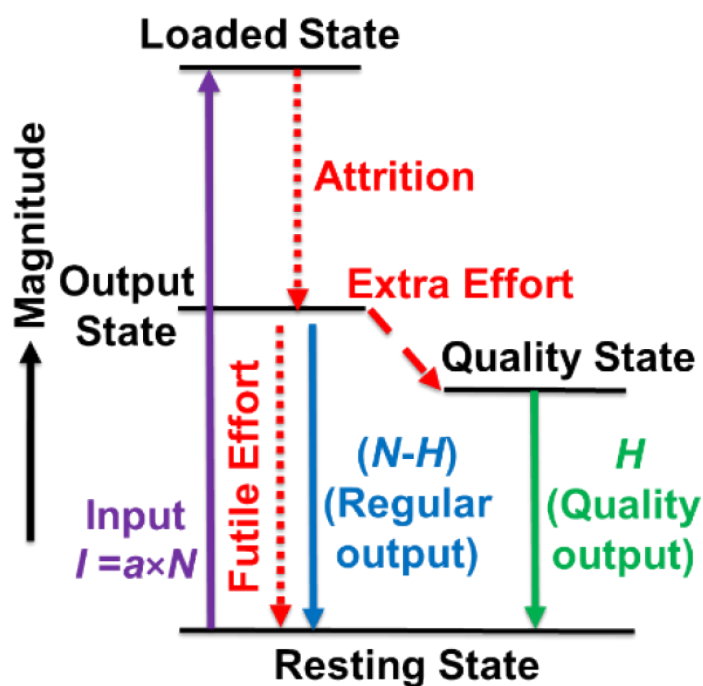 Loaded State
Magnitude
Attrition
Output
State
Extra Effort
Quality State
Input
I =a×N
Futile Effort
(N-H)
(Regular
output)
H
(Quality
output)
Resting State